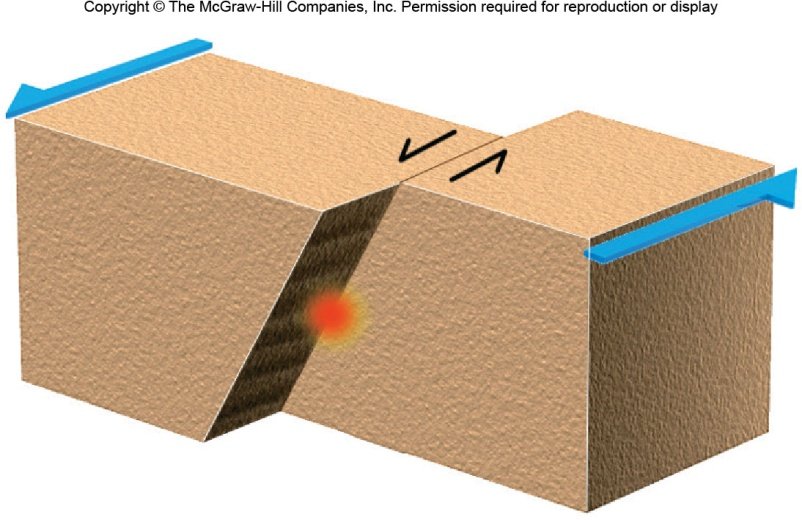 Copyright © The McGraw-Hill Companies, Inc. Permission required for reproduction or display